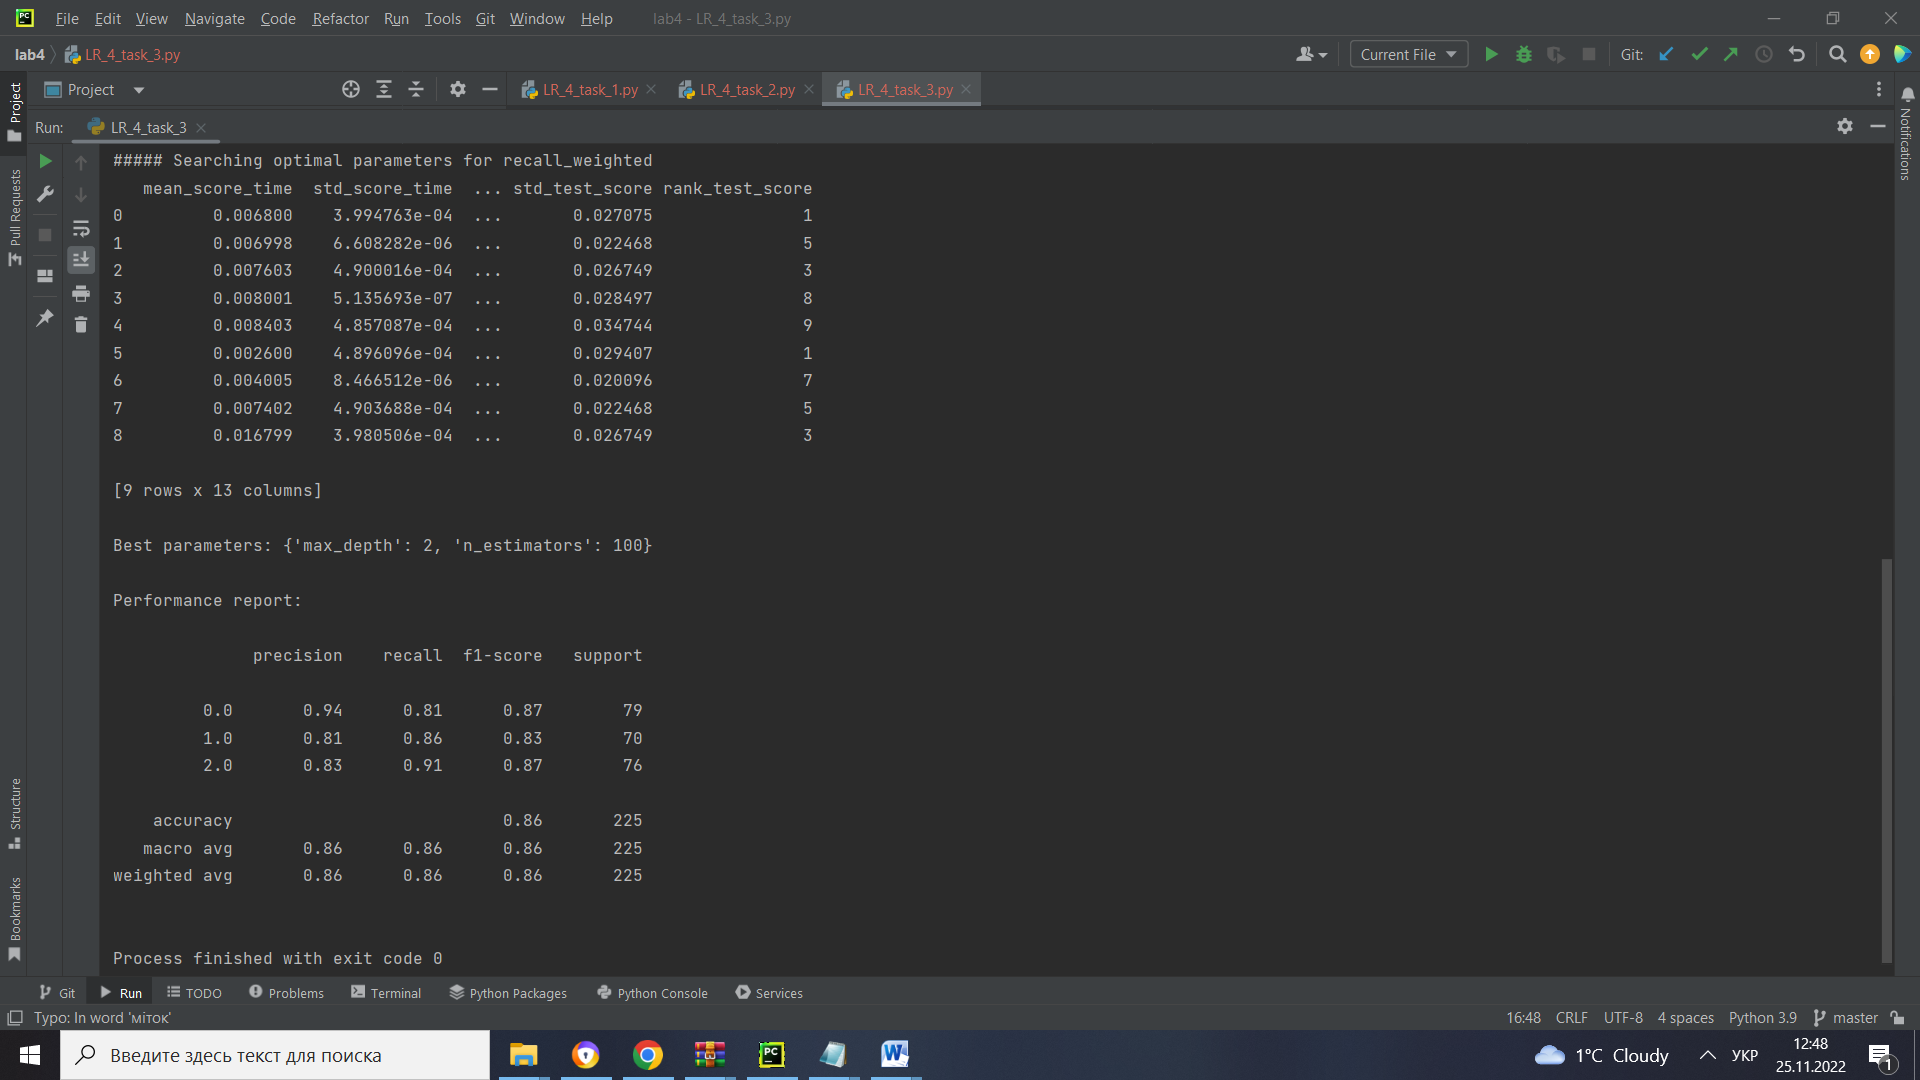 PC File Edit View Navigate Code Refactor Run Tools Git Window Help lab4 - LR_4_task_3.py
lab4 LR_4_task_3.py Current File Git:
Project LR_4_task_1.py LR_4_task_2.py LR_4_task_3.py
Run: LR_4_task_3
Project
Pull Requests
Structure
Bookmarks
Notifications
##### Searching optimal parameters for recall_weighted
mean_score_time std_score_time ... std_test_score rank_test_score
0 0.006800 3.994763e-04 ... 0.027075 1
1 0.006998 6.608282e-06 ... 0.022468 5
2 0.007603 4.900016e-04 ... 0.026749 3
3 0.008001 5.135693e-07 ... 0.028497 8
4 0.008403 4.857087e-04 ... 0.034744 9
5 0.002600 4.896096e-04 ... 0.029407 1
6 0.004005 8.466512e-06 ... 0.020096 7
7 0.007402 4.903688e-04 ... 0.022468 5
8 0.016799 3.980506e-04 ... 0.026749 3
[9 rows x 13 columns]
Best parameters: {'max_depth': 2, 'n_estimators': 100}
Performance report:
precision recall f1-score support
0.0 0.94 0.81 0.87 79
1.0 0.81 0.86 0.83 70
2.0 0.83 0.91 0.87 76
accuracy 0.86 225
macro avg 0.86 0.86 0.86 225
weighted avg 0.86 0.86 0.86 225
Process finished with exit code 0
Git Run TODO Problems Terminal Python Packages Python Console Services
Typo: In word 'міток' 16:48 CRLF UTF-8 4 spaces Python 3.9 master
Введите здесь текст для поиска PC W 1°C Cloudy УКР 12:48
25.11.2022 1